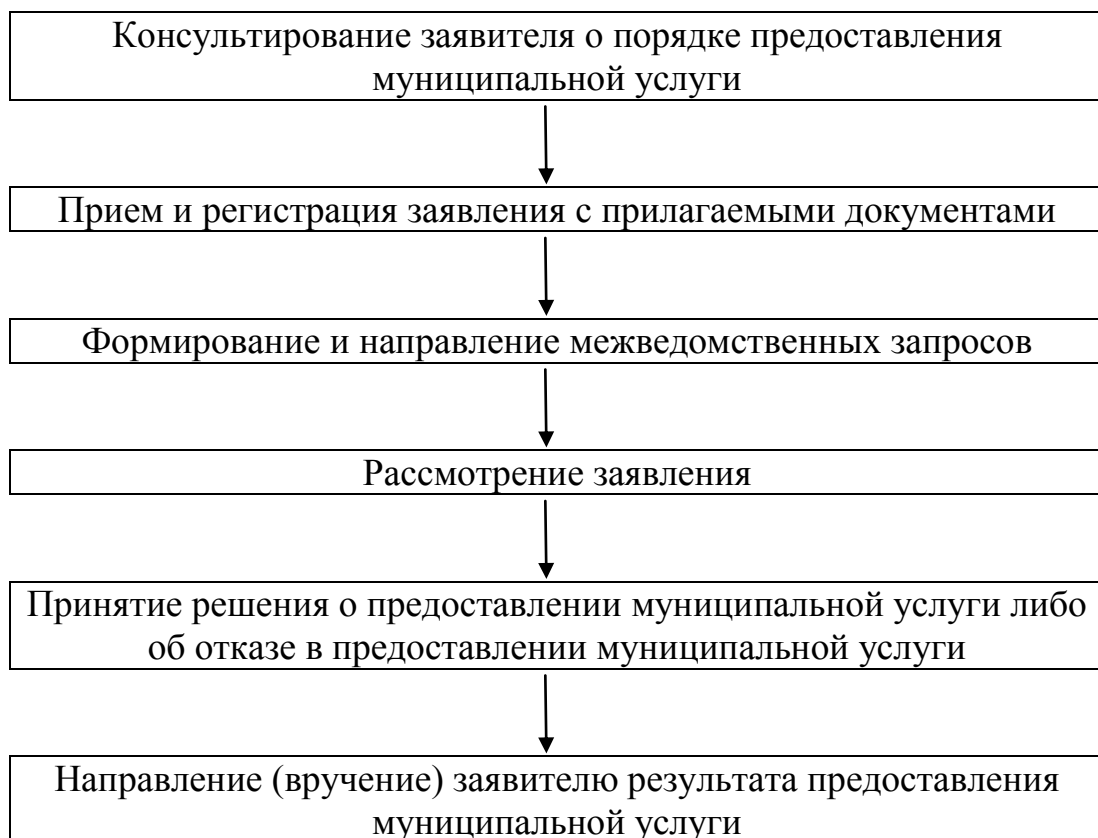 Консультирование заявителя о порядке предоставления
муниципальной услуги
Прием и регистрация заявления с прилагаемыми документами
Формирование и направление межведомственных запросов
Рассмотрение заявления
Принятие решения о предоставлении муниципальной услуги либо
об отказе в предоставлении муниципальной услуги
Направление (вручение) заявителю результата предоставления
муниципальной услуги